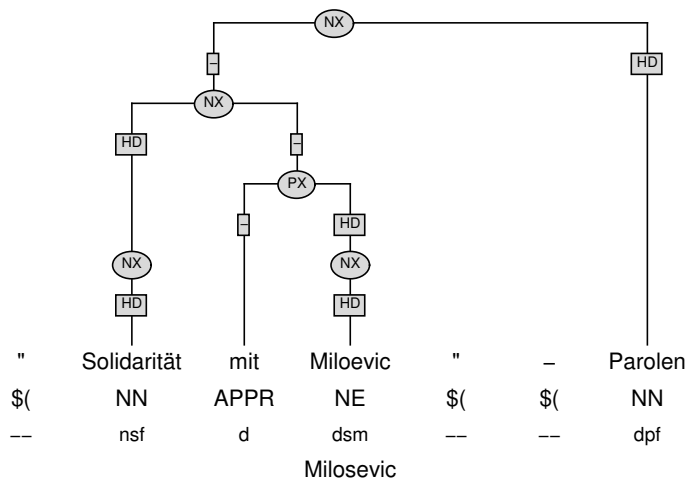 NX
– HD
NX
HD –
PX
– HD
NX NX
HD HD
" Solidarität mit Miloevic " – Parolen
$( NN APPR NE $( $( NN
–– nsf d dsm –– –– dpf
Milosevic